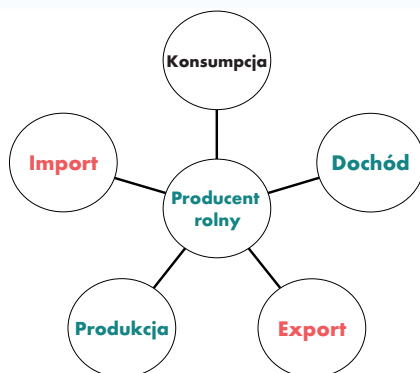 Konsumpcja
Import
Dochód
Producent
rolny
Produkcja
Export